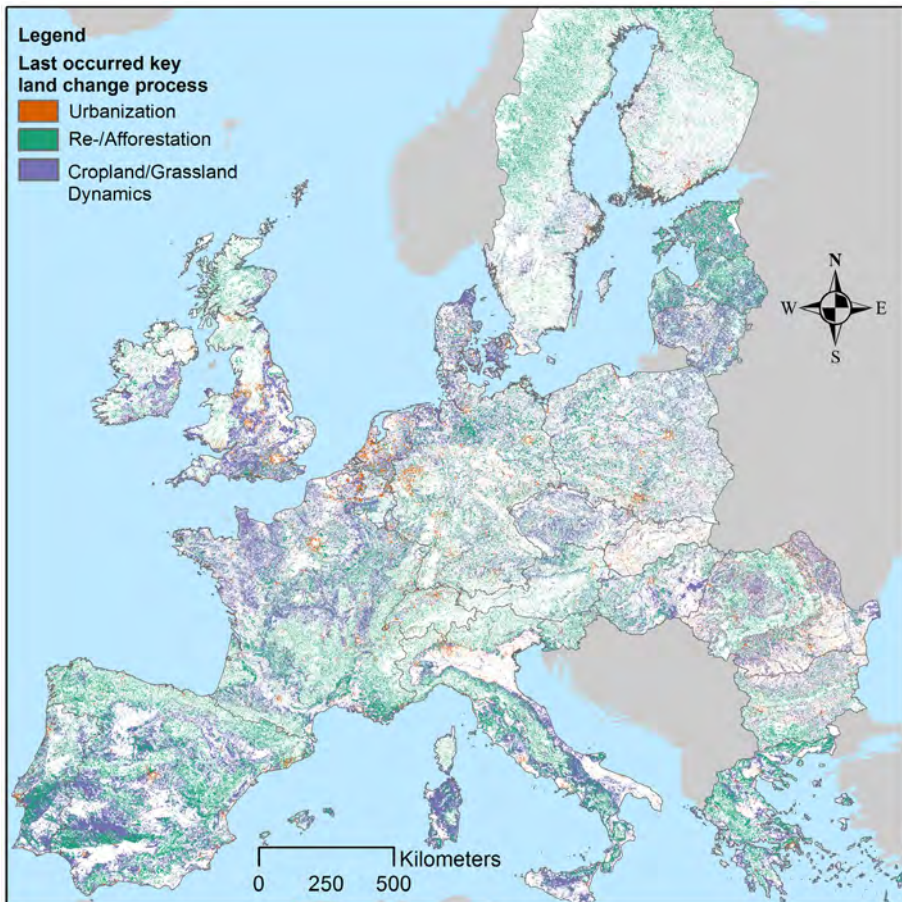 Legend
Last occurred key
land change process
Urbanization
Re-/Afforestation
Cropland/Grassland
Dynamics
N
W
E
S
Kilometers
0
250
500